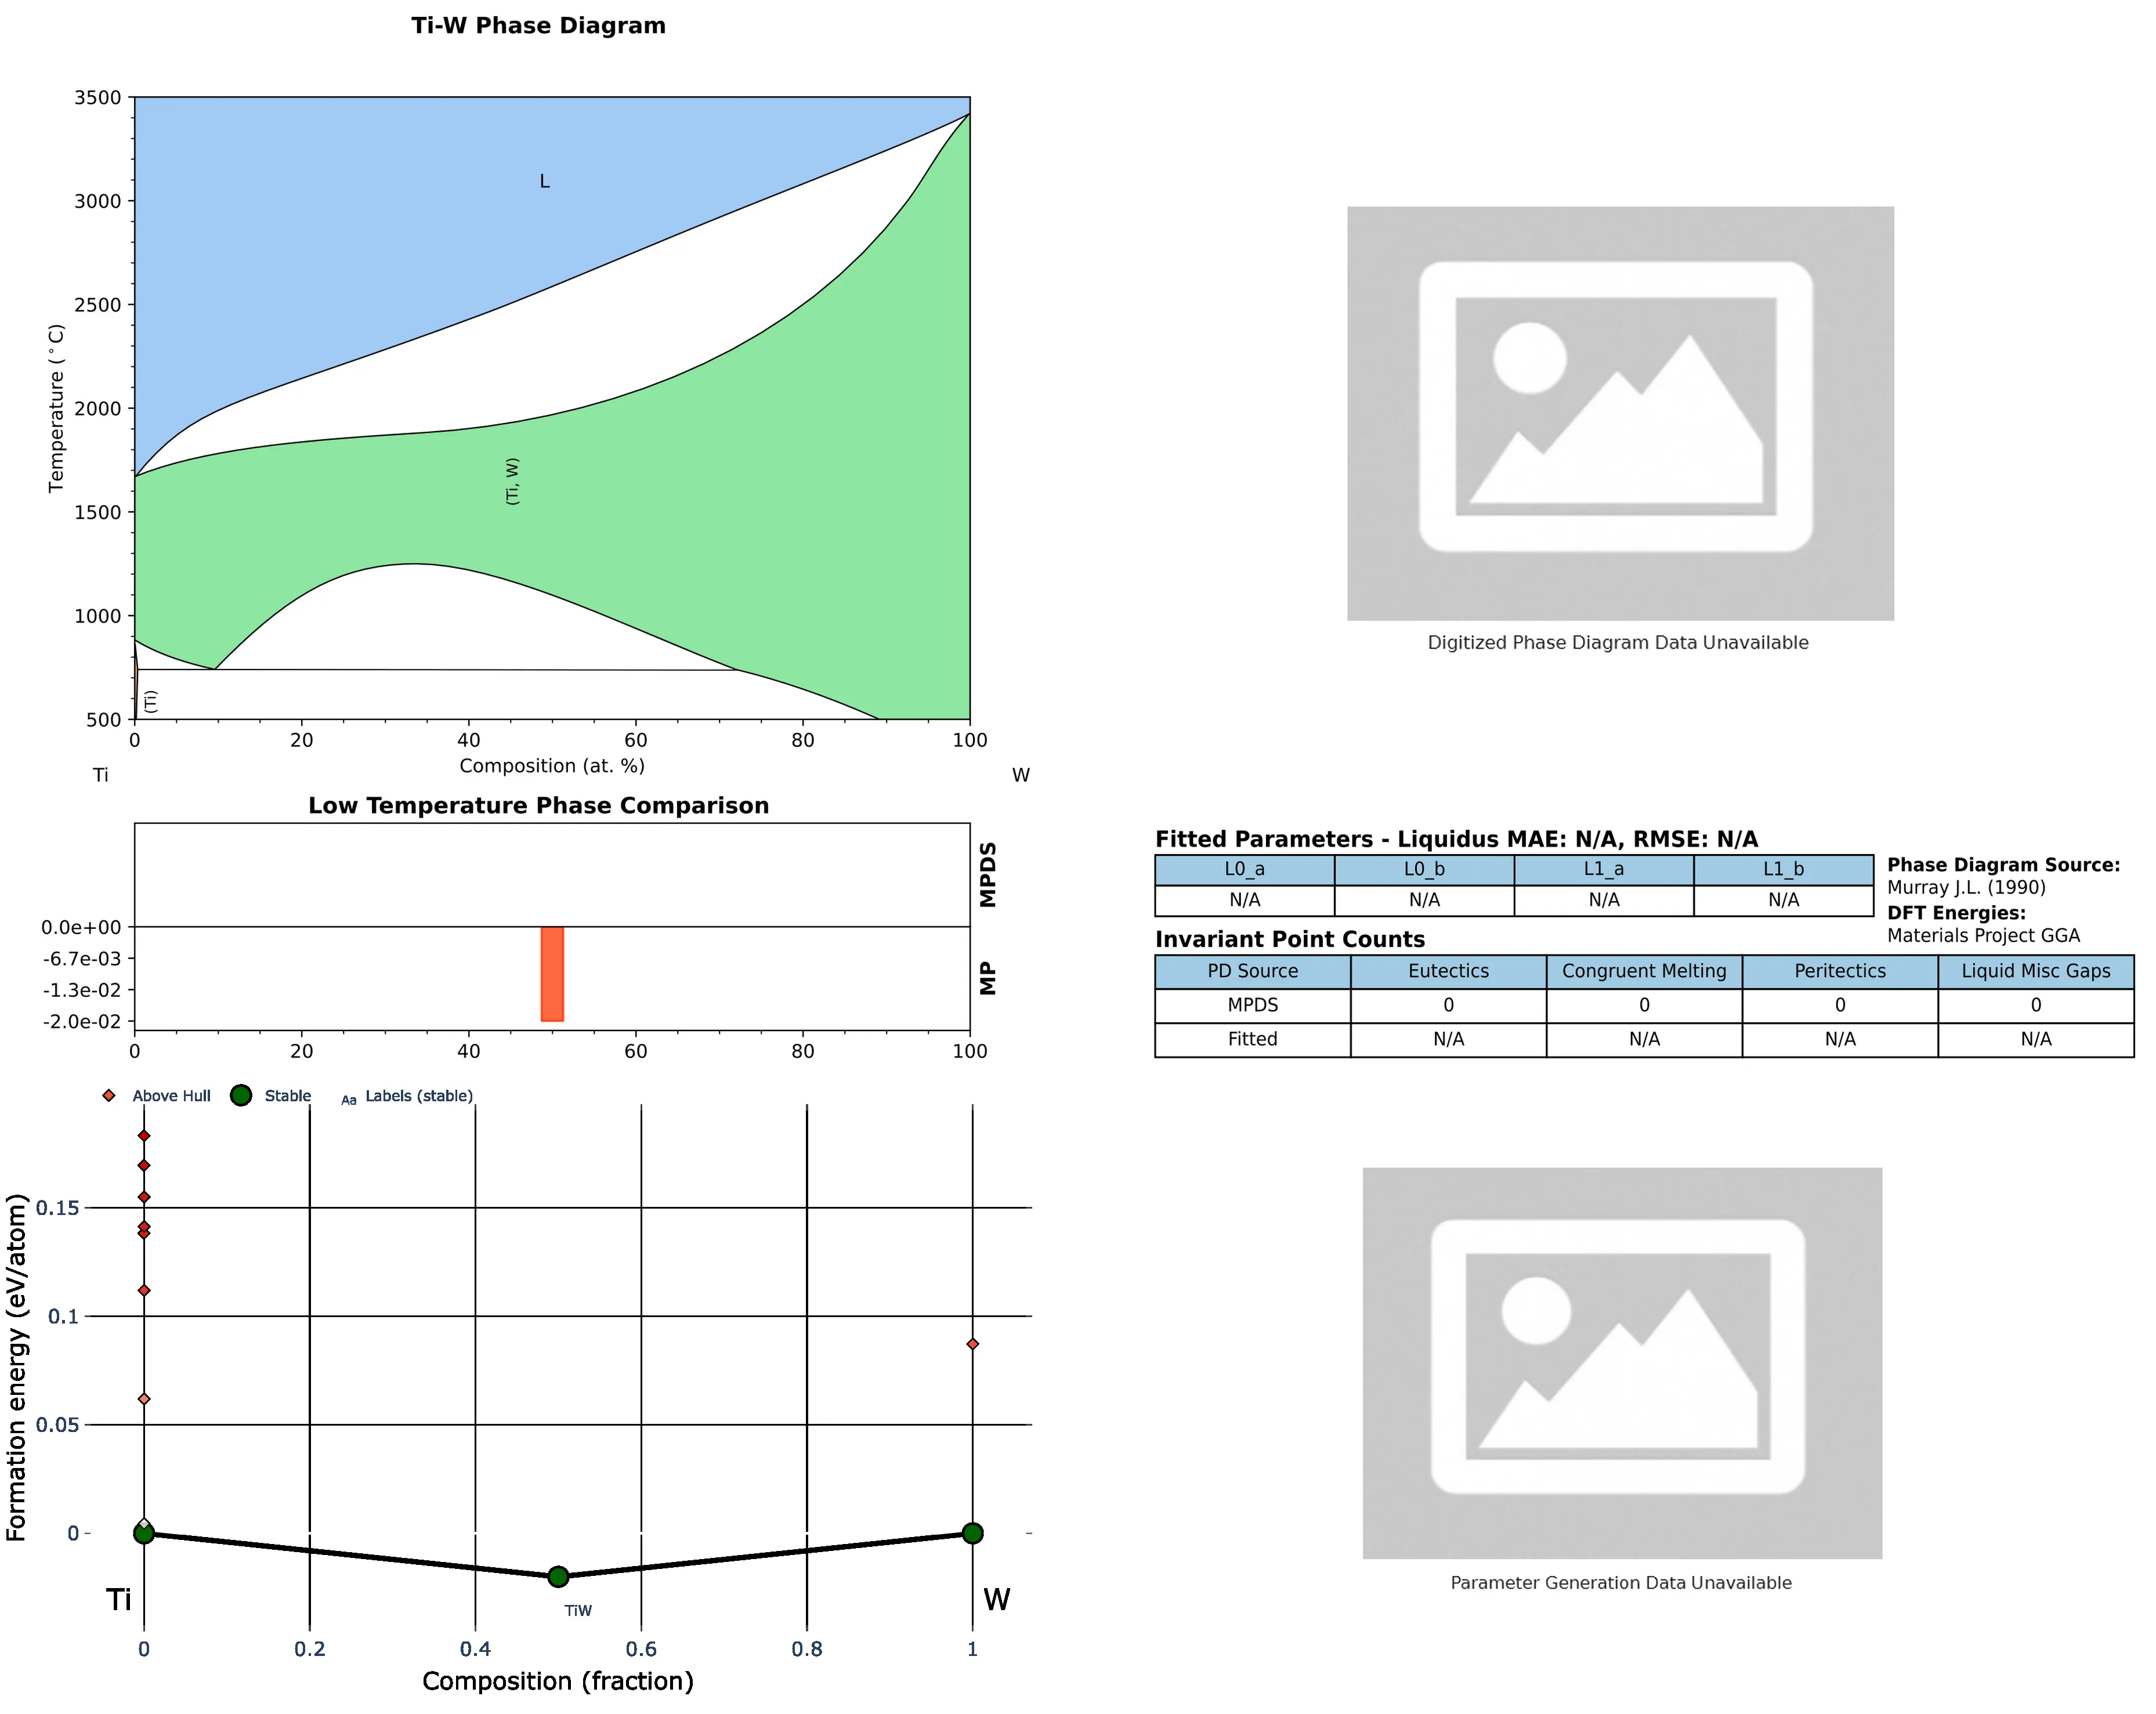 Ti-W Phase Diagram
3500
3000
2500
2000
1500
1000
500
Temperature (°C)
L
(Ti, W)
(Ti)
0 20 40 60 80 100
Composition (at. %)
Ti W
Digitized Phase Diagram Data Unavailable
Low Temperature Phase Comparison
MPDS
MP
0.0e+00
-6.7e-03
-1.3e-02
-2.0e-02
0 20 40 60 80 100
Fitted Parameters - Liquidus MAE: N/A, RMSE: N/A
L0_a L0_b L1_a L1_b
N/A N/A N/A N/A
Phase Diagram Source:
Murray J.L. (1990)
DFT Energies:
Materials Project GGA
Invariant Point Counts
PD Source Eutectics Congruent Melting Peritectics Liquid Misc Gaps
MPDS 0 0 0 0
Fitted N/A N/A N/A N/A
Above Hull Stable Aa Labels (stable)
Formation energy (eV/atom)
0.15
0.1
0.05
0
Ti W
TiW
0 0.2 0.4 0.6 0.8 1
Composition (fraction)
Parameter Generation Data Unavailable